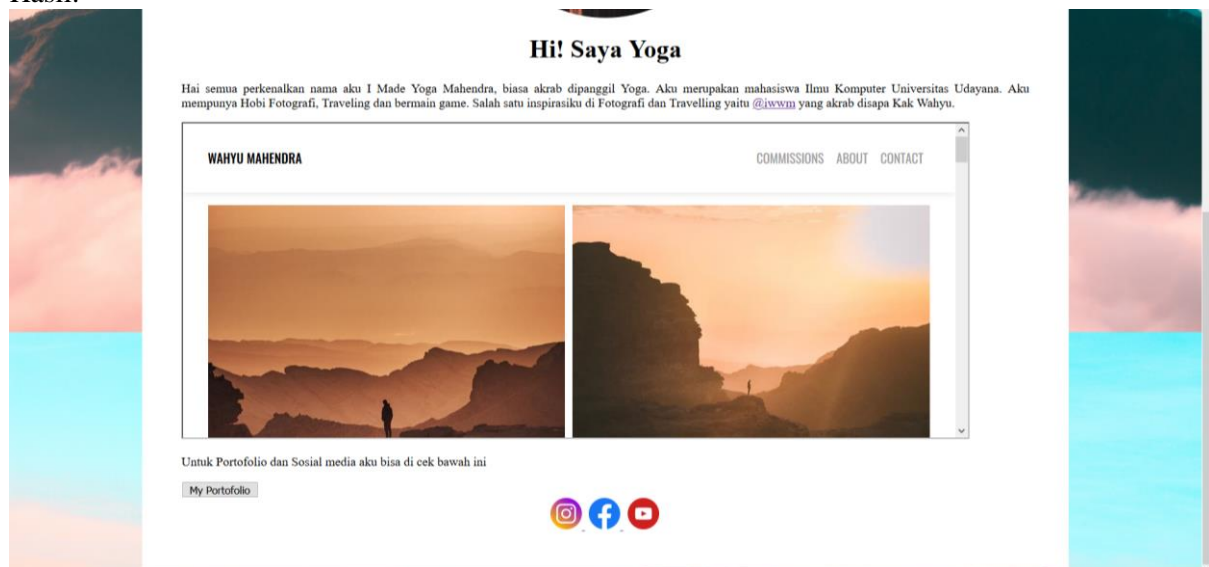 Hi! Saya Yoga
Hai semua perkenalkan nama aku I Made Yoga Mahendra, biasa akrab dipanggil Yoga. Aku merupakan mahasiswa Ilmu Komputer Universitas Udayana. Aku
mempunya Hobi Fotografi, Traveling dan bermain game. Salah satu inspirasiku di Fotografi dan Travelling yaitu @iwwm yang akrab disapa Kak Wahyu.
WAHYU MAHENDRA COMMISSIONS ABOUT CONTACT
Untuk Portofolio dan Sosial media aku bisa di cek bawah ini
My Portofolio